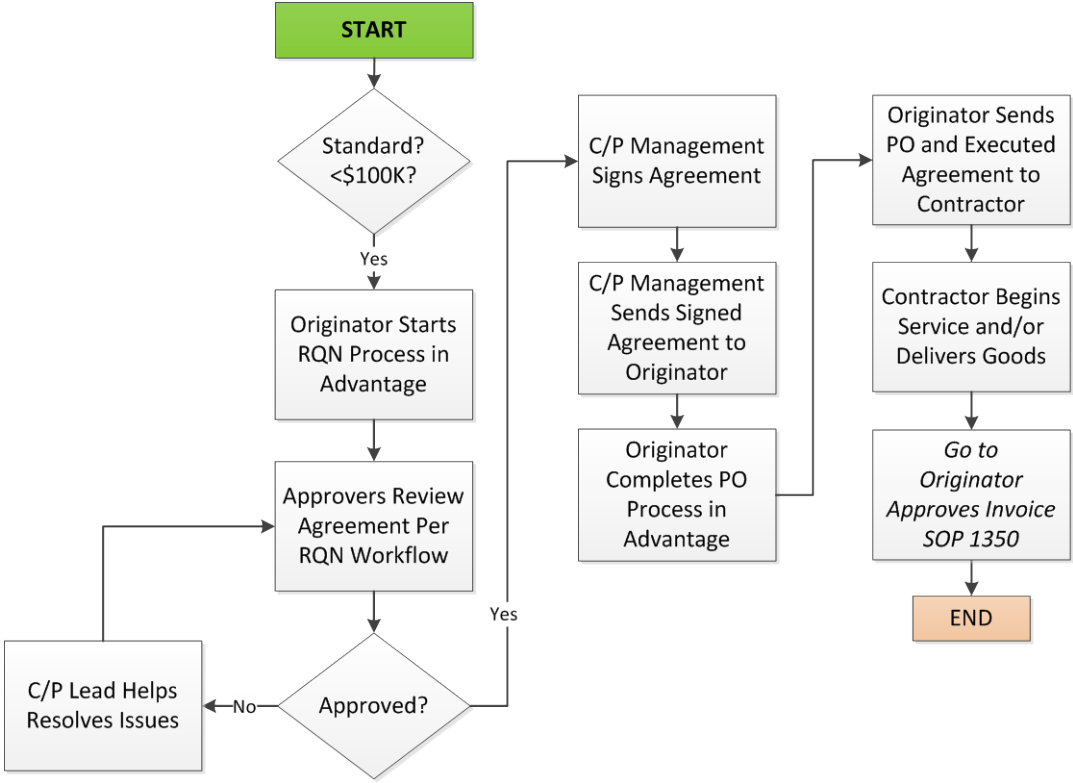 START
Standard?
<$100K?
Yes
Originator Starts
RQN Process in
Advantage
Approvers Review
Agreement Per
RQN Workflow
Approved?
No
C/P Lead Helps
Resolves Issues
Yes
C/P Management
Signs Agreement
C/P Management
Sends Signed
Agreement to
Originator
Originator
Completes PO
Process in
Advantage
Originator Sends
PO and Executed
Agreement to
Contractor
Contractor Begins
Service and/or
Delivers Goods
Go to
Originator
Approves Invoice
SOP 1350
END